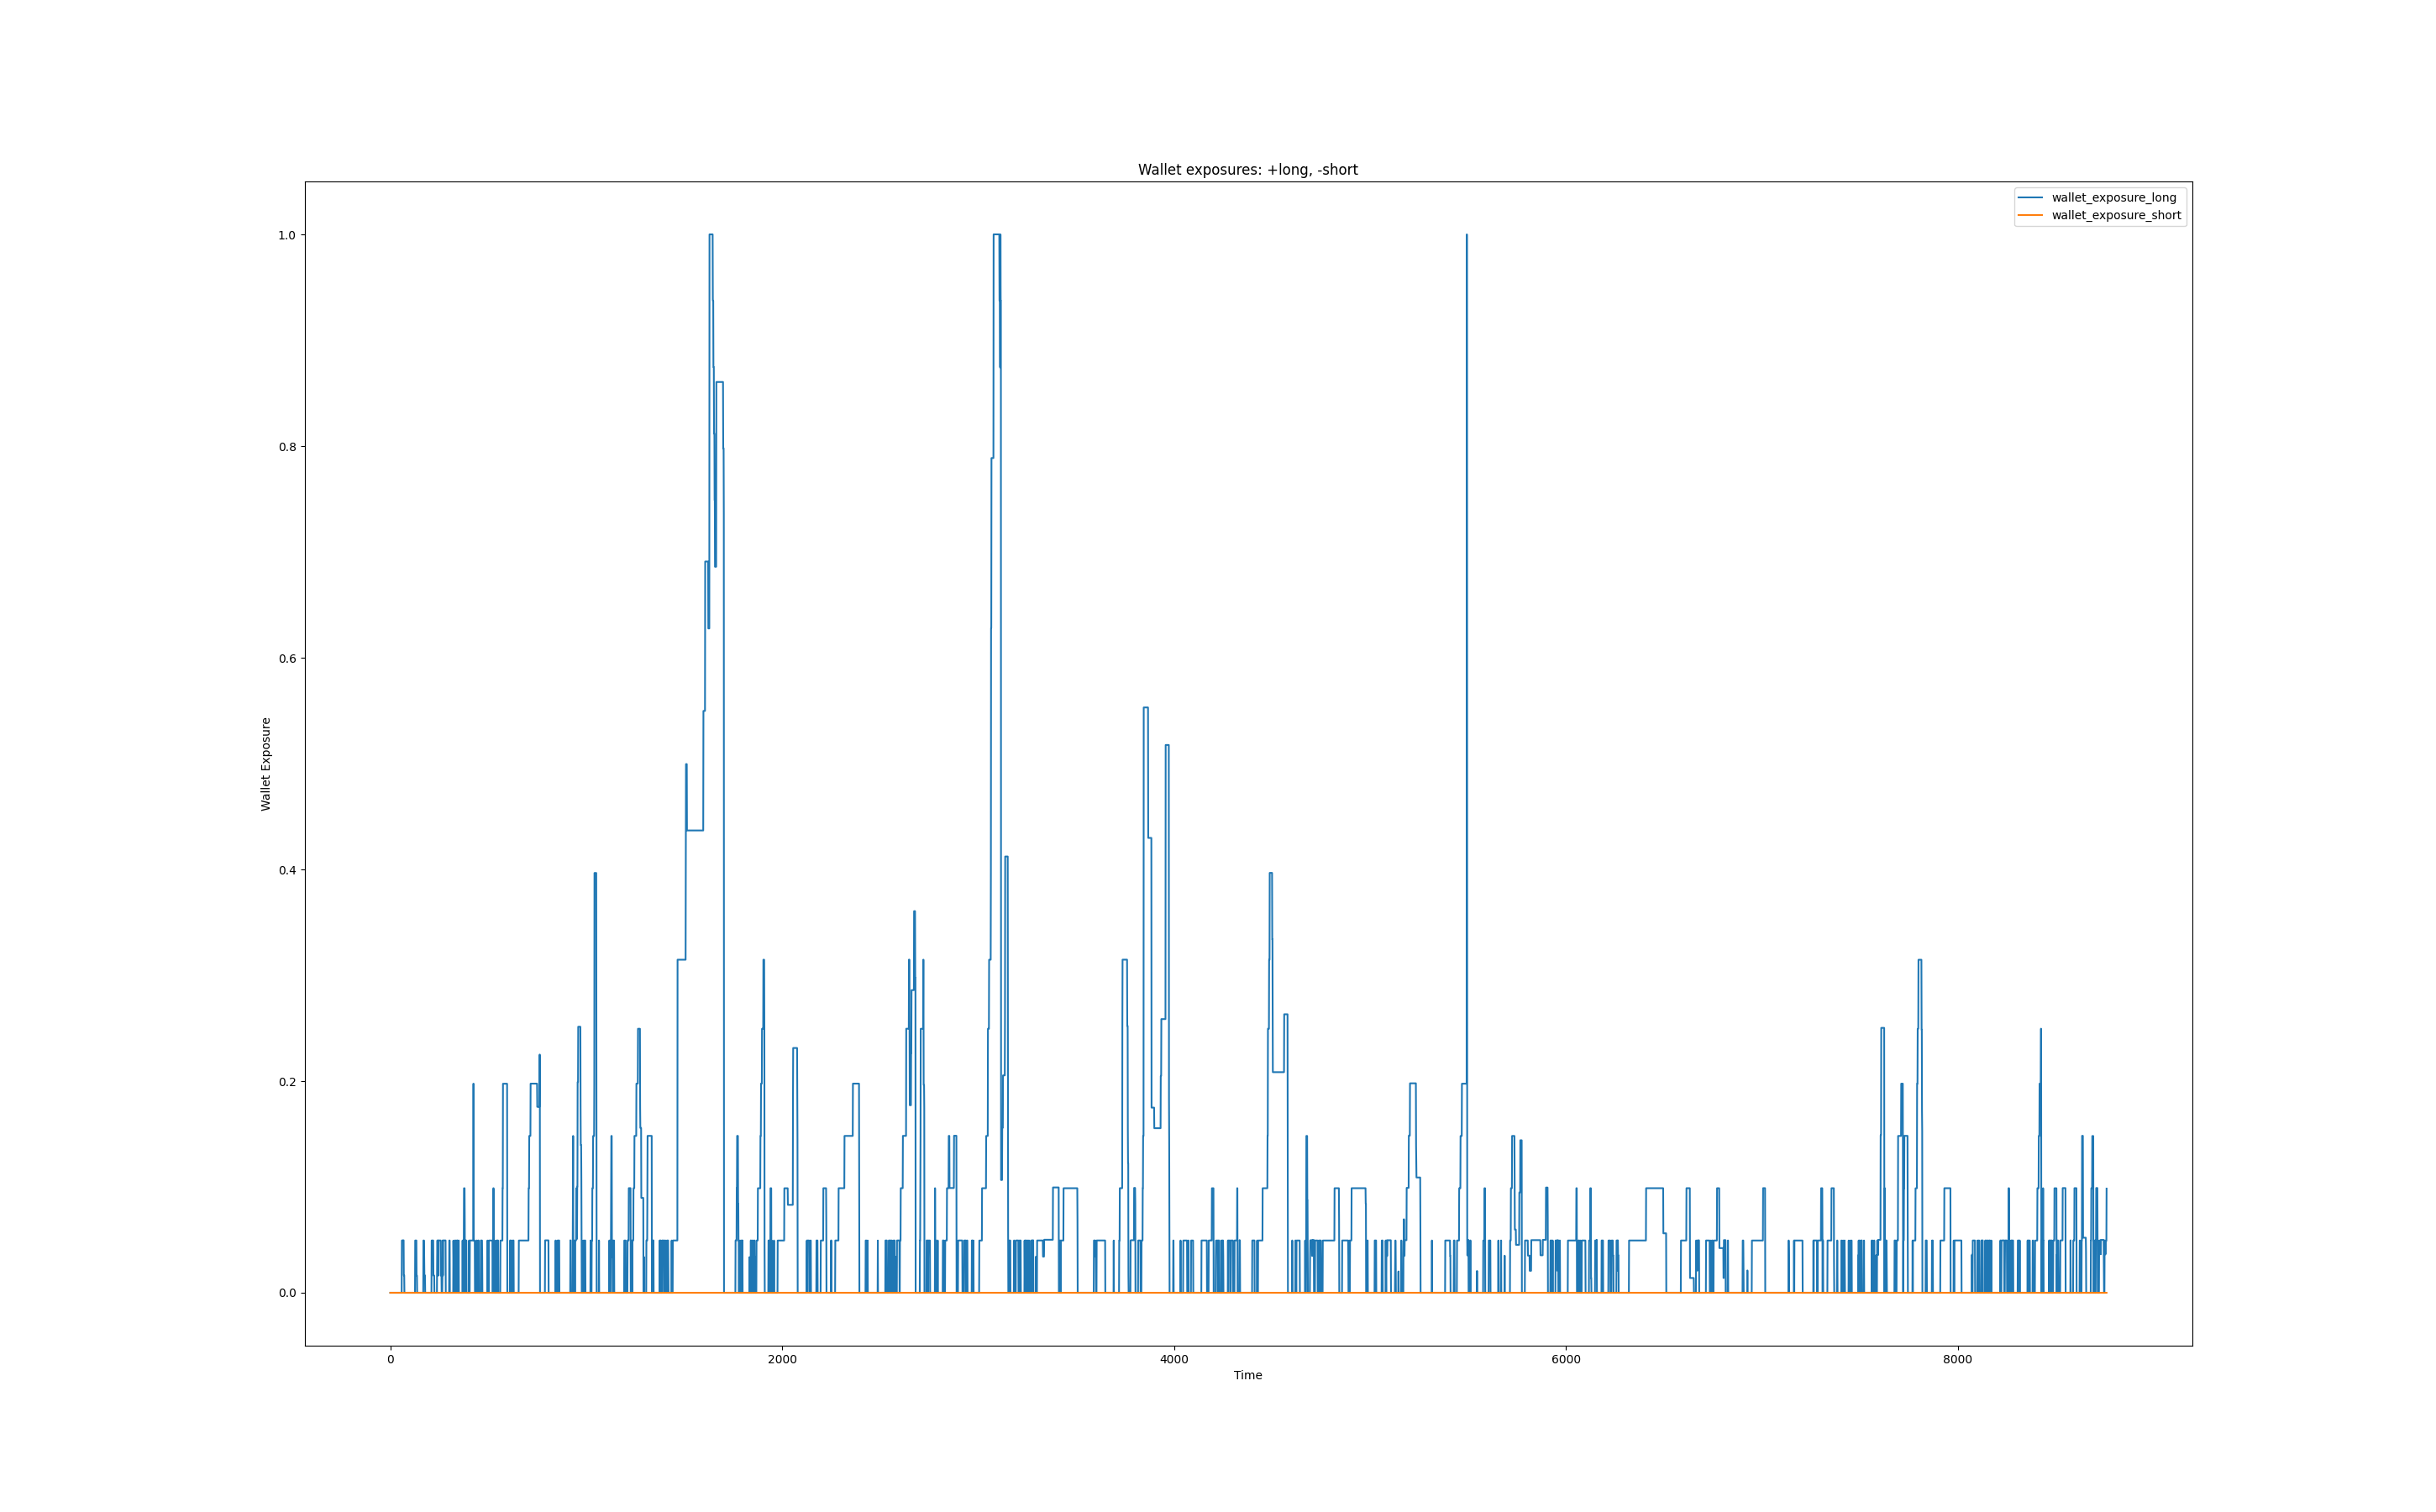 Wallet exposures: +long, -short
wallet_exposure_long
wallet_exposure_short
1.0
0.8
0.6
0.4
0.2
0.0
Wallet Exposure
0 2000 4000 6000 8000
Time